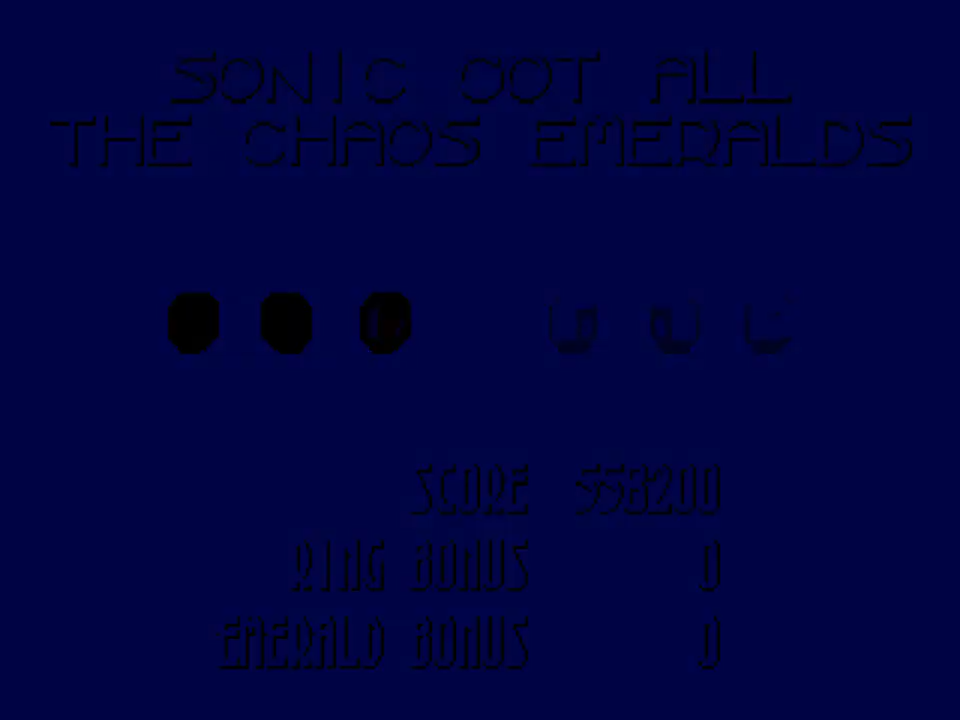 SONIC GOT ALL
THE CHAOS EMERALDS
SCORE 558200
RING BONUS 0
EMERALD BONUS 0